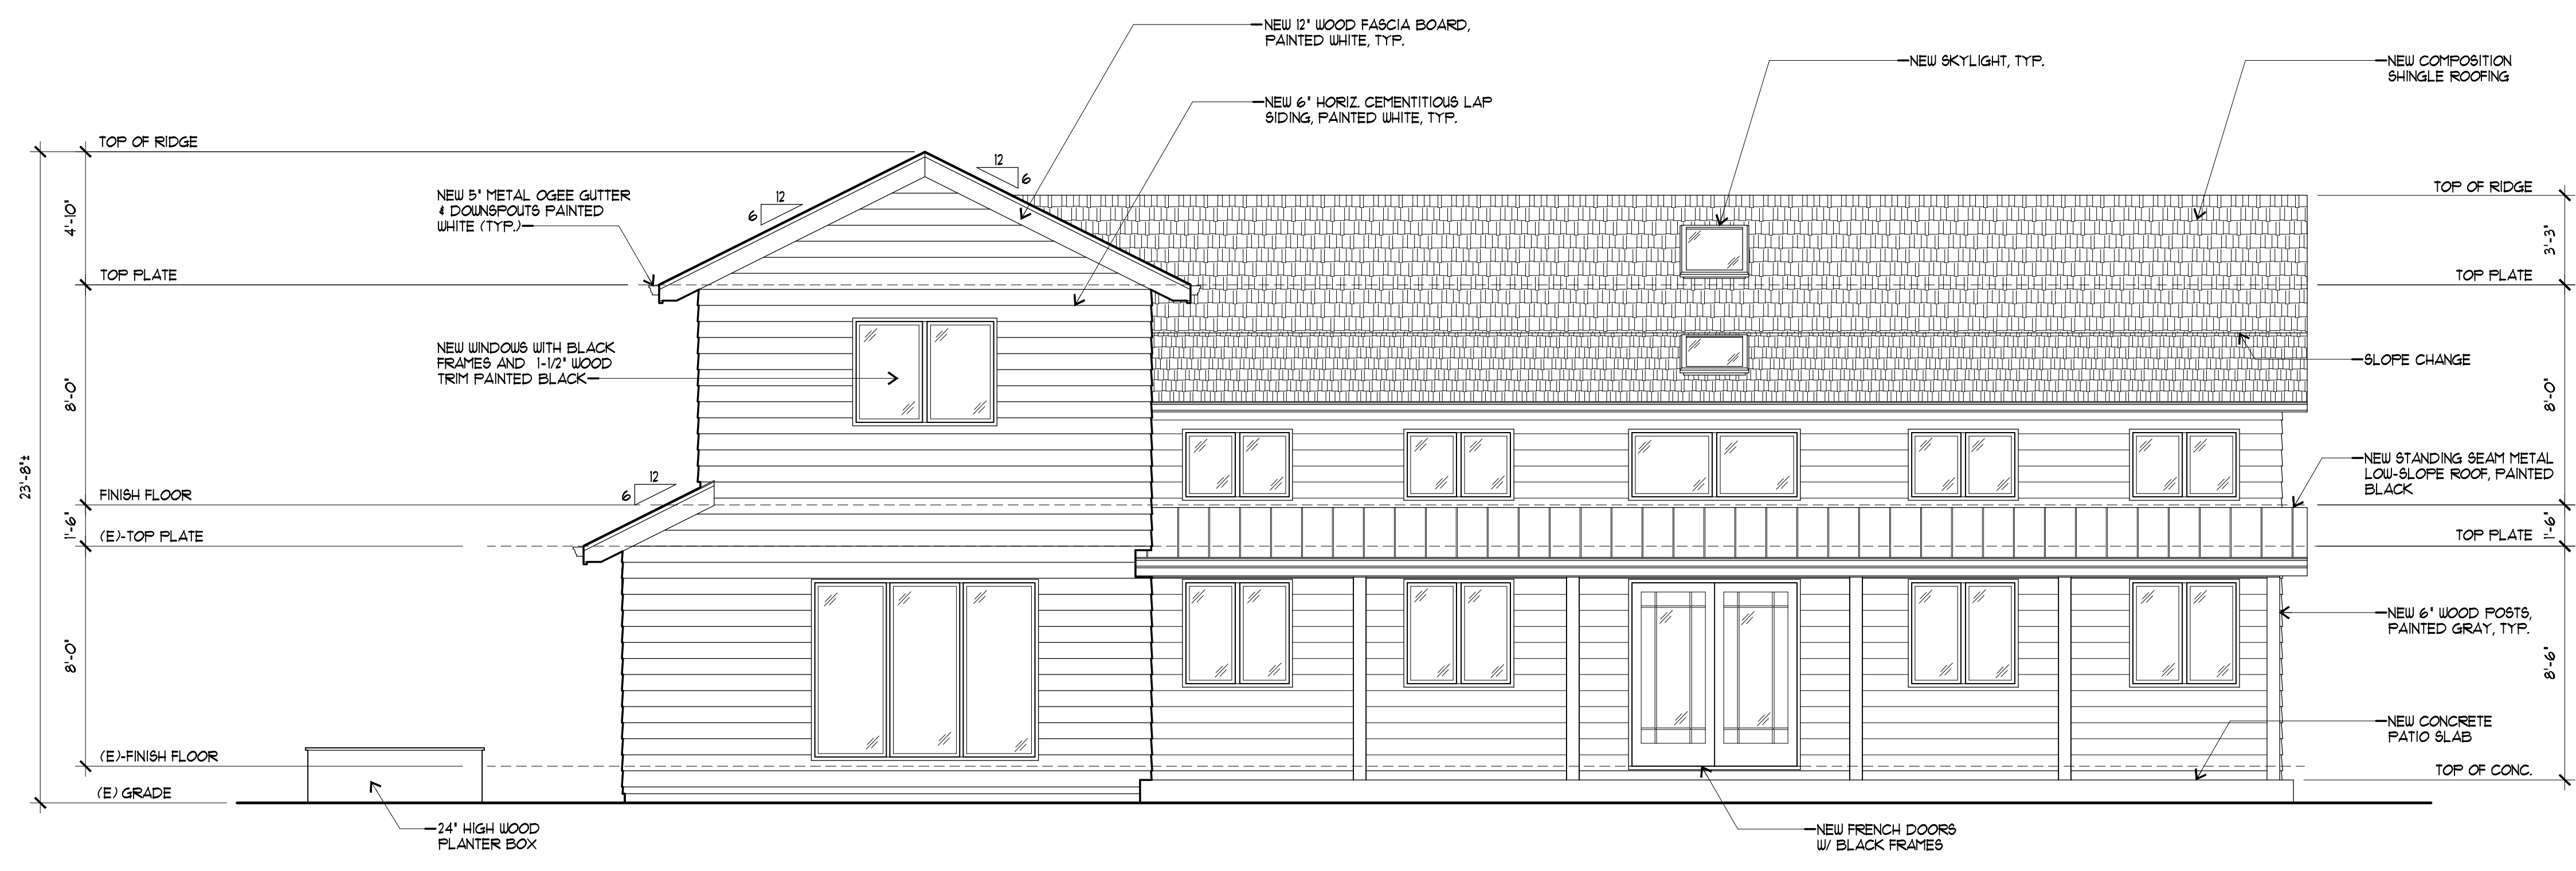 NEW 12" WOOD FASCIA BOARD,
PAINTED WHITE, TYP.
NEW SKYLIGHT, TYP.
NEW COMPOSITION
SHINGLE ROOFING
NEW 6" HORIZ. CEMENTITIOUS LAP
SIDING, PAINTED WHITE, TYP.
TOP OF RIDGE
12
6
12
6
NEW 5" METAL OGEE GUTTER
& DOWNSPOUTS PAINTED
WHITE (TYP.)
TOP OF RIDGE
4'-10"
3'-3"
TOP PLATE
TOP PLATE
NEW WINDOWS WITH BLACK
FRAMES AND 1-1/2" WOOD
TRIM PAINTED BLACK
SLOPE CHANGE
8'-0"
8'-0"
23'-8"±
12
6
NEW STANDING SEAM METAL
LOW-SLOPE ROOF, PAINTED
BLACK
FINISH FLOOR
1'-6"
1'-6"
(E)-TOP PLATE
TOP PLATE
NEW 6" WOOD POSTS,
PAINTED GRAY, TYP.
8'-0"
8'-6"
NEW CONCRETE
PATIO SLAB
(E)-FINISH FLOOR
TOP OF CONC.
(E) GRADE
24" HIGH WOOD
PLANTER BOX
NEW FRENCH DOORS
W/ BLACK FRAMES